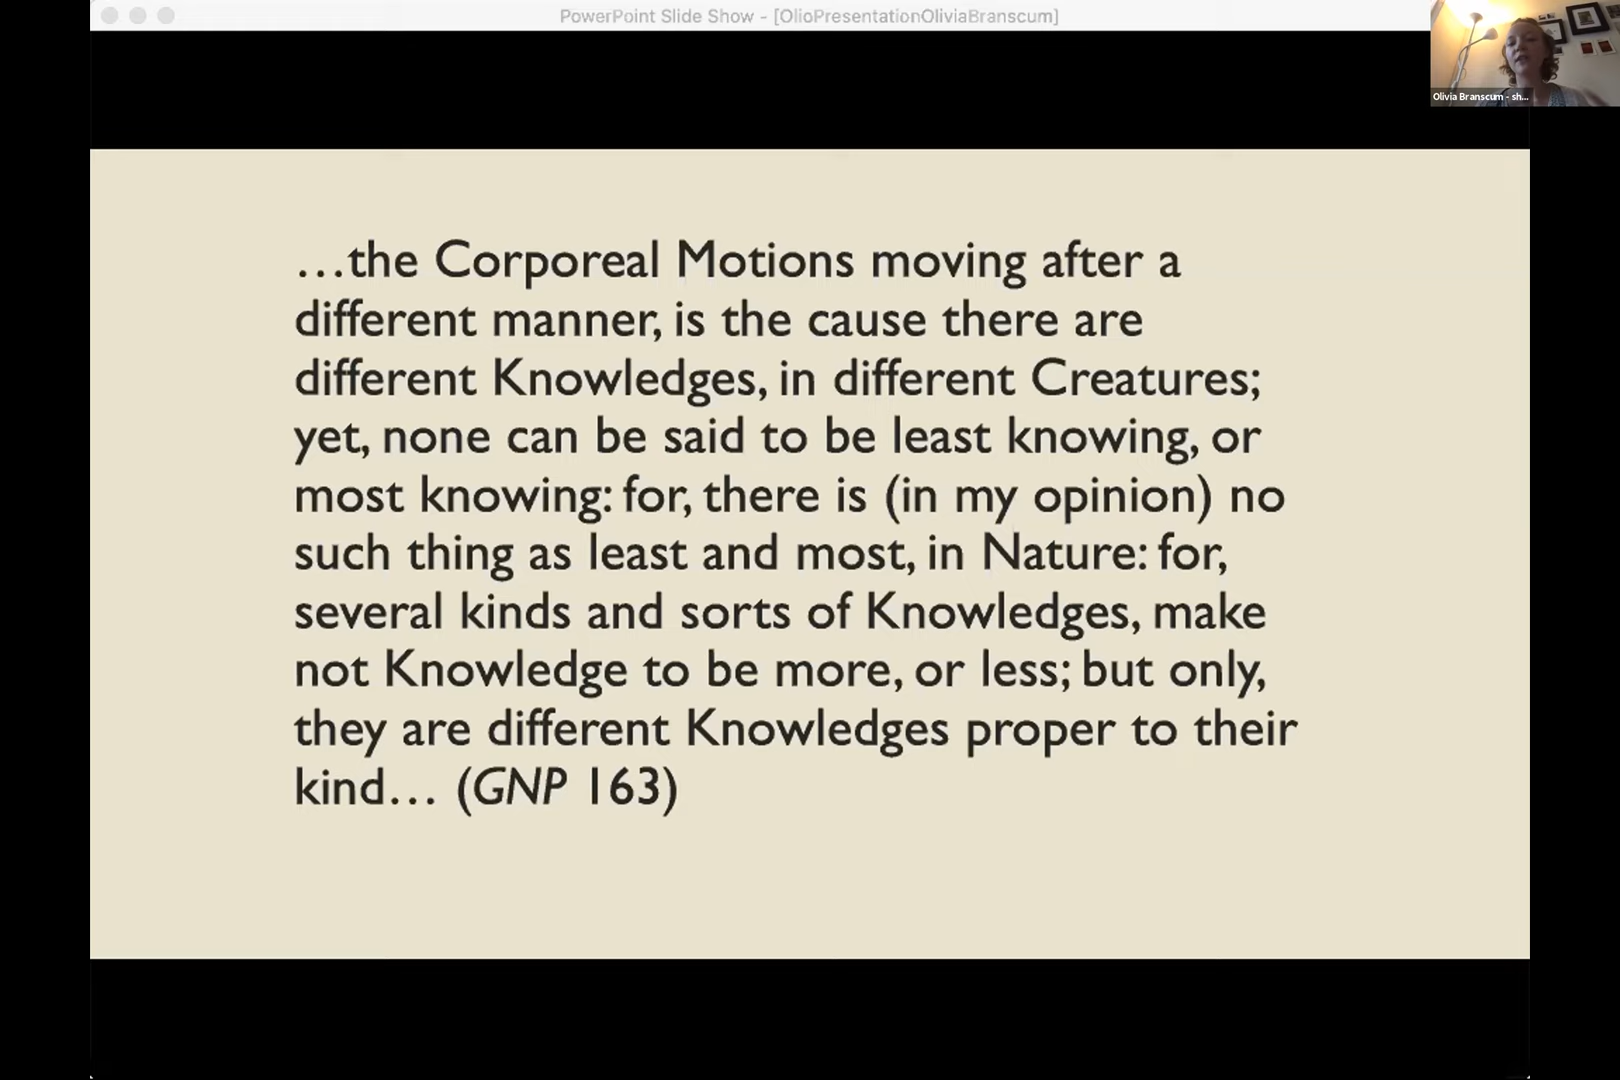 PowerPoint Slide Show - [OlioPresentationOliviaBranscum]
Olivia Branscum - sh...
…the Corporeal Motions moving after a
different manner, is the cause there are
different Knowledges, in different Creatures;
yet, none can be said to be least knowing, or
most knowing: for, there is (in my opinion) no
such thing as least and most, in Nature: for,
several kinds and sorts of Knowledges, make
not Knowledge to be more, or less; but only,
they are different Knowledges proper to their
kind… (GNP 163)